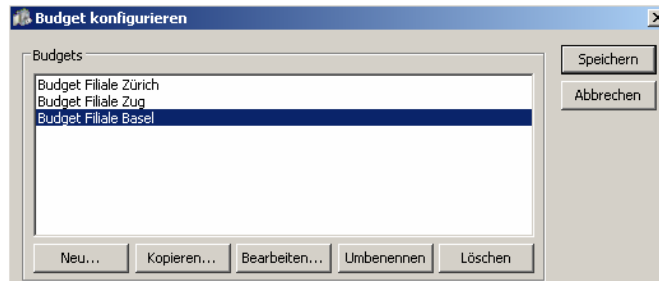 Budget konfigurieren
Budgets
Speichern
Budget Filiale Zürich
Budget Filiale Zug
Abbrechen
Budget Filiale Basel
Neu... Kopieren... Bearbeiten... Umbenennen Löschen